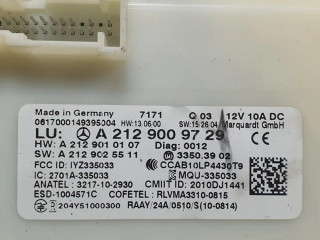 Made in Germany 7171 Q 03 12V 10A DC
0617000149395004 HW:13.06.00 SW:15.26.04 Marquardt GmbH
LU: A 212 900 97 29
HW: A 212 901 01 07 Diag: 0012
SW: A 212 902 55 11 3350.3902
FCC ID: IYZ335033 CCAB10LP4430T9
IC: 2701A-335033 MQU-335033
ANATEL: 3217-10-2930 CMIIT ID: 2010DJ1441
ESD-1004571C COFETEL: RLVMA3310-0815
204Y51000300 RAAY/24A/0510/S(10-0814)